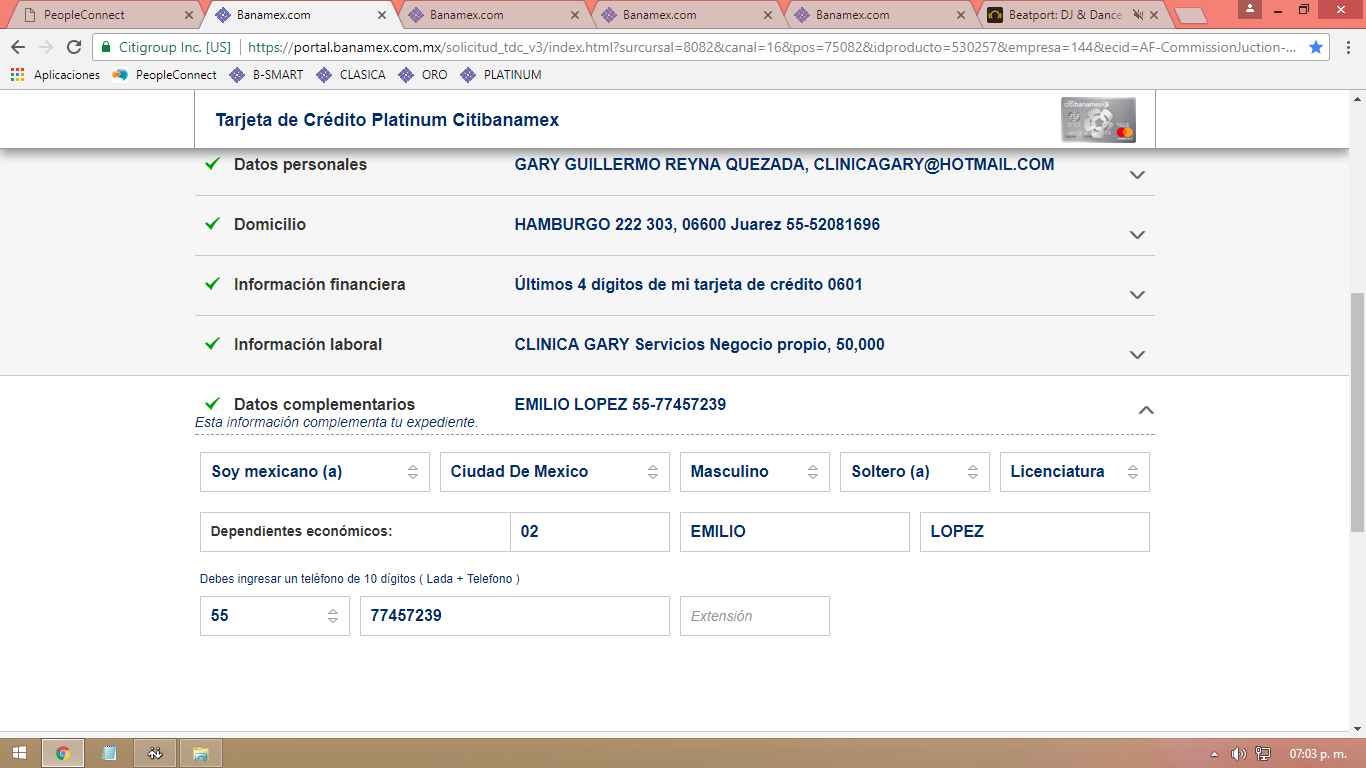 PeopleConnect
Banamex.com
Banamex.com
Banamex.com
Banamex.com
Beatport: DJ & Dance
Citigroup Inc. [US]
https://portal.banamex.com.mx/solicitud_tdc_v3/index.html?surcursal=8082&canal=16&pos=75082&idproducto=530257&empresa=144&ecid=AF-CommissionJuction-...
Aplicaciones
PeopleConnect
B-SMART
CLASICA
ORO
PLATINUM
Tarjeta de Crédito Platinum Citibanamex
citibanamex
Datos personales
GARY GUILLERMO REYNA QUEZADA, CLINICAGARY@HOTMAIL.COM
Domicilio
HAMBURGO 222 303, 06600 Juarez 55-52081696
Información financiera
Últimos 4 dígitos de mi tarjeta de crédito 0601
Información laboral
CLINICA GARY Servicios Negocio propio, 50,000
Datos complementarios
EMILIO LOPEZ 55-77457239
Esta información complementa tu expediente.
Soy mexicano (a)
Ciudad De Mexico
Masculino
Soltero (a)
Licenciatura
Dependientes económicos:
02
EMILIO
LOPEZ
Debes ingresar un teléfono de 10 dígitos ( Lada + Telefono )
55
77457239
Extensión
07:03 p. m.